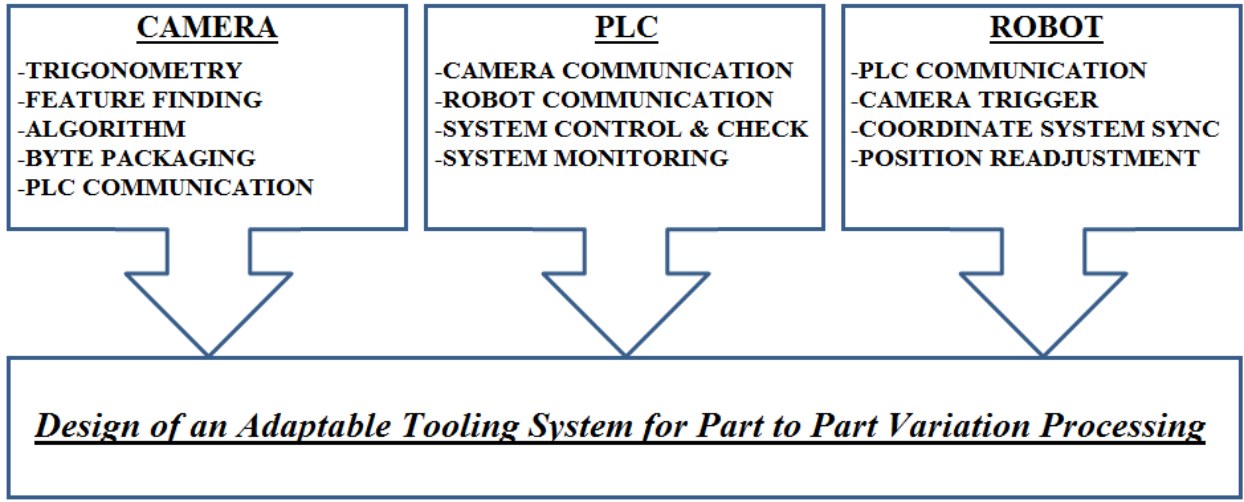 CAMERA
-TRIGONOMETRY
-FEATURE FINDING
-ALGORITHM
-BYTE PACKAGING
-PLC COMMUNICATION
PLC
-CAMERA COMMUNICATION
-ROBOT COMMUNICATION
-SYSTEM CONTROL & CHECK
-SYSTEM MONITORING
ROBOT
-PLC COMMUNICATION
-CAMERA TRIGGER
-COORDINATE SYSTEM SYNC
-POSITION READJUSTMENT
Design of an Adaptable Tooling System for Part to Part Variation Processing